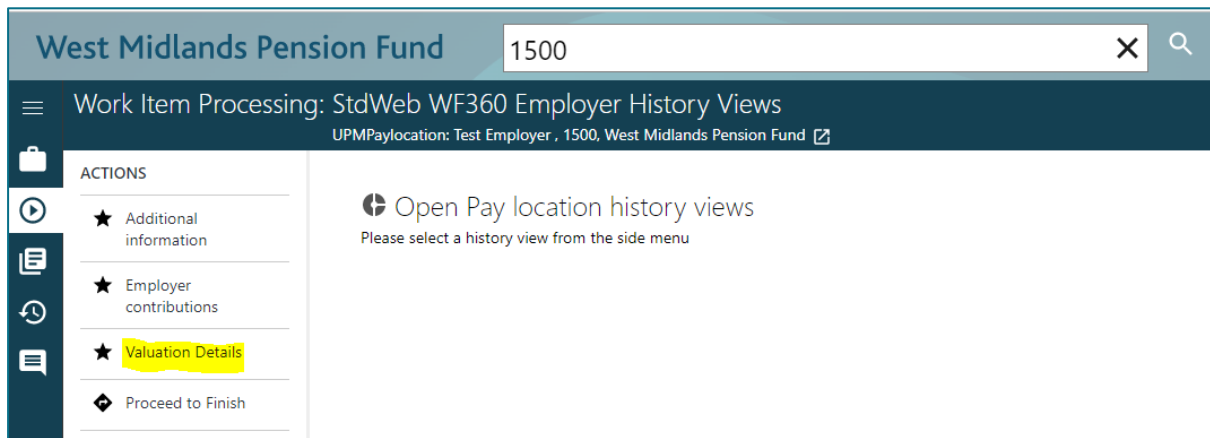 West Midlands Pension Fund
1500
Work Item Processing: StdWeb WF360 Employer History Views
UPMPaylocation: Test Employer , 1500, West Midlands Pension Fund
ACTIONS
Additional
information
Employer
contributions
Valuation Details
Proceed to Finish
Open Pay location history views
Please select a history view from the side menu